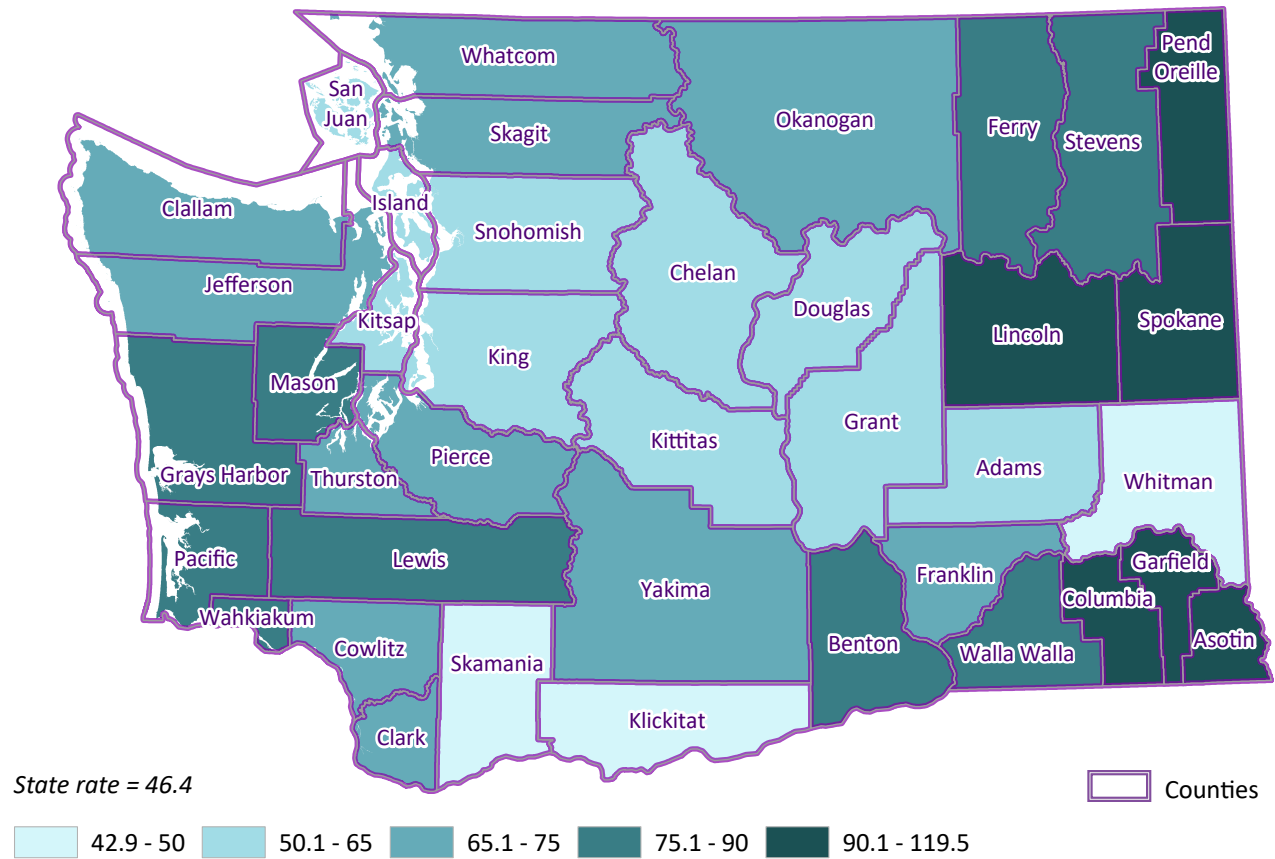 Whatcom
Pend
Oreille
San
Juan
Skagit
Okanogan
Ferry
Stevens
Clallam
Island
Snohomish
Chelan
Jefferson
Douglas
Kitsap
Lincoln
Spokane
King
Mason
Grant
Kittitas
Pierce
Adams
Grays Harbor
Thurston
Whitman
Pacific
Lewis
Yakima
Franklin
Garfield
Columbia
Wahkiakum
Cowlitz
Skamania
Benton
Walla Walla
Asotin
Klickitat
Clark
State rate = 46.4
Counties
42.9 - 50
50.1 - 65
65.1 - 75
75.1 - 90
90.1 - 119.5